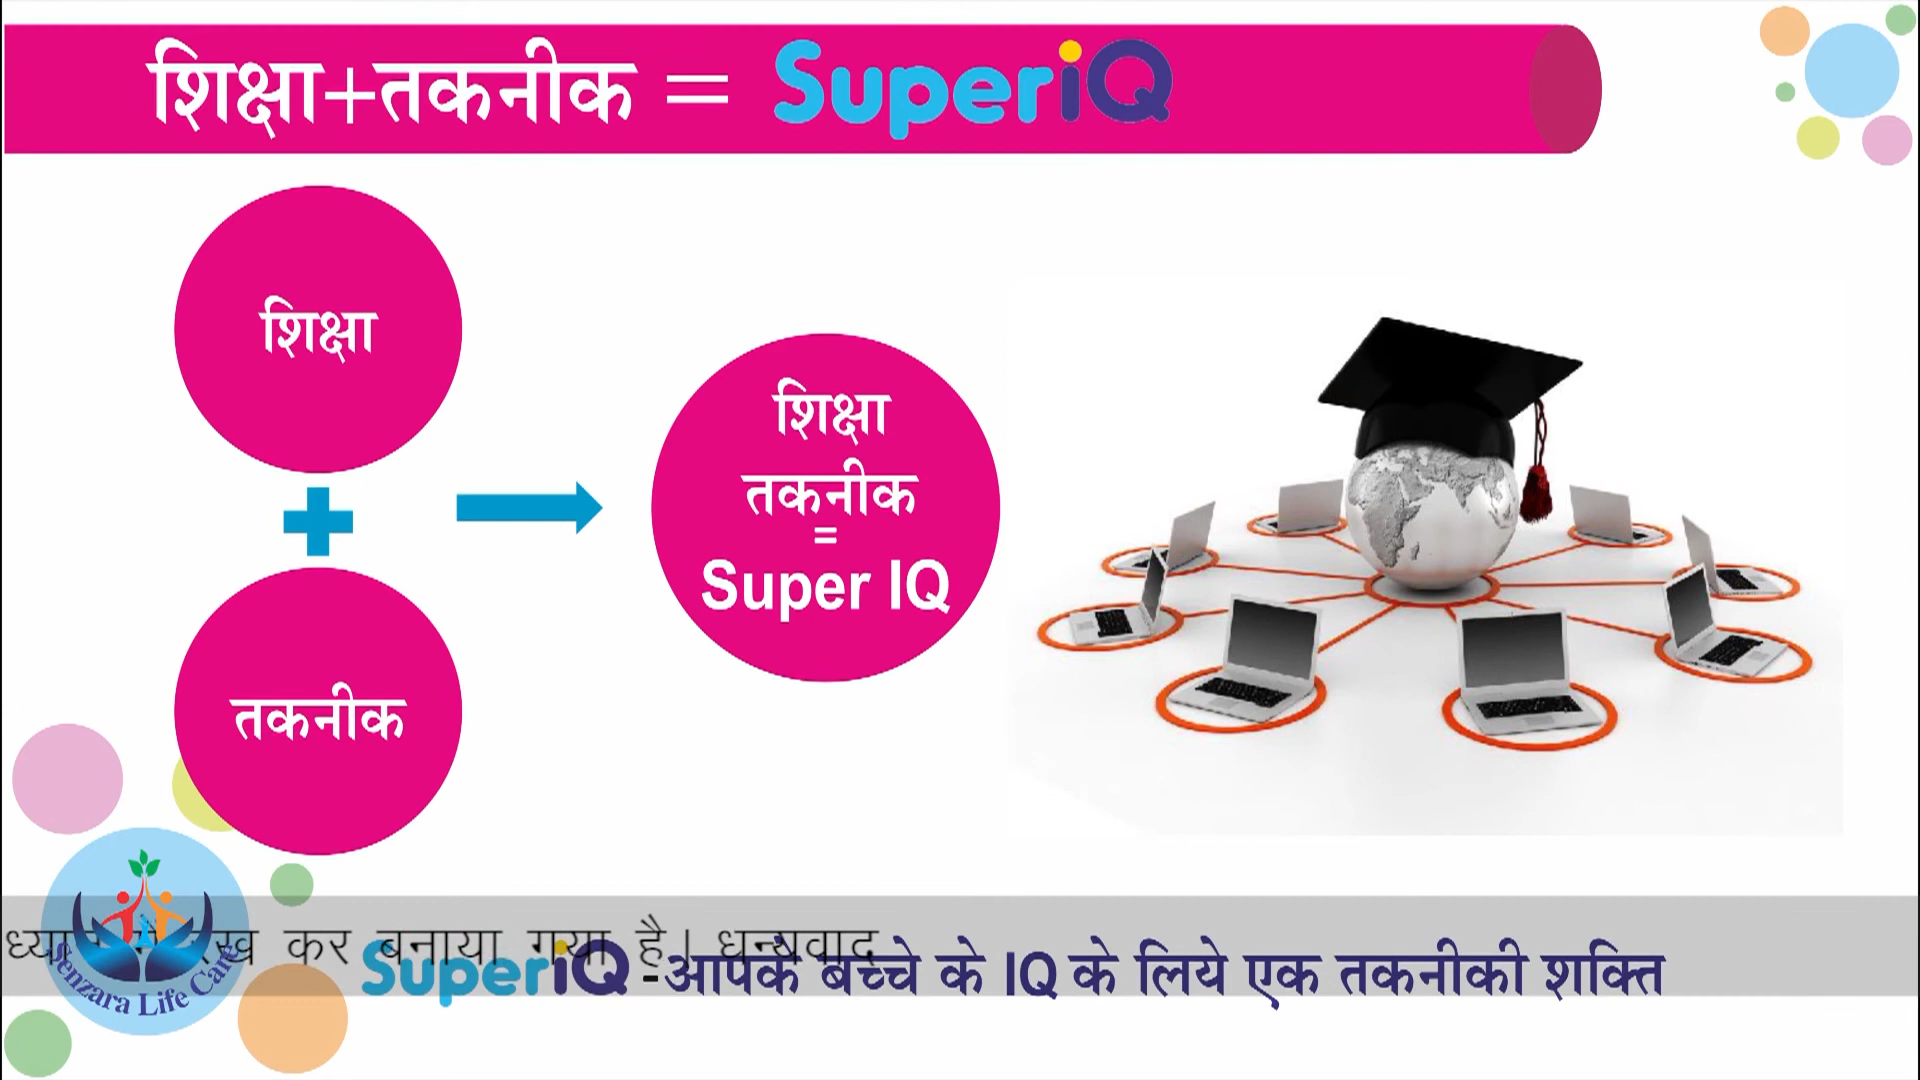 शिक्षा+तकनीक = SuperiQ
शिक्षा
तकनीक
शिक्षा
तकनीक
=
Super IQ
कर बनाया गया है। धन्यवाद
SuperiQ -आपके बच्चे के IQ के लिये एक तकनीकी शक्ति
Senzara Life Care